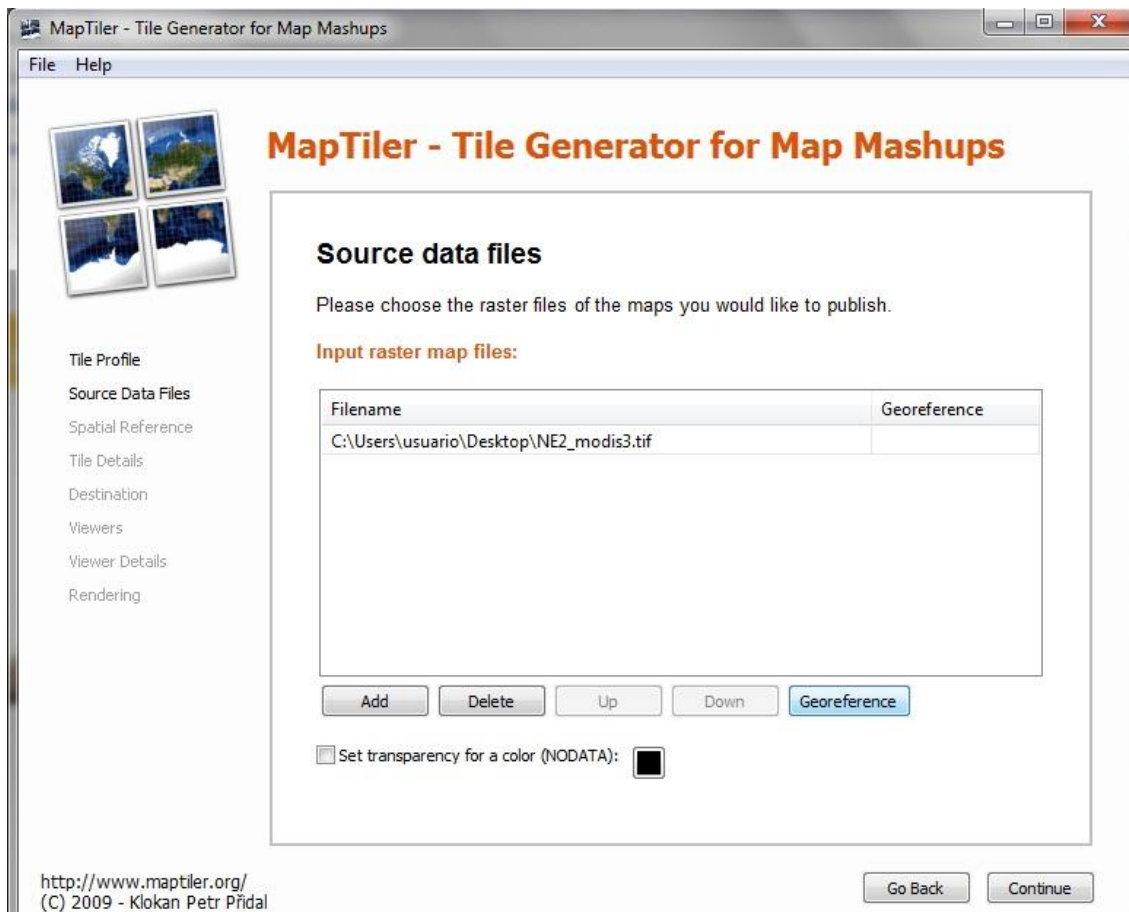 MapTiler - Tile Generator for Map Mashups
File Help
MapTiler - Tile Generator for Map Mashups
Source data files
Please choose the raster files of the maps you would like to publish.
Input raster map files:
Filename Georeference
C:\Users\usuario\Desktop\NE2_modis3.tif
Add Delete Up Down Georeference
Set transparency for a color (NODATA):
Tile Profile
Source Data Files
Spatial Reference
Tile Details
Destination
Viewers
Viewer Details
Rendering
http://www.maptiler.org/
(C) 2009 - Klokan Petr Přidal
Go Back Continue